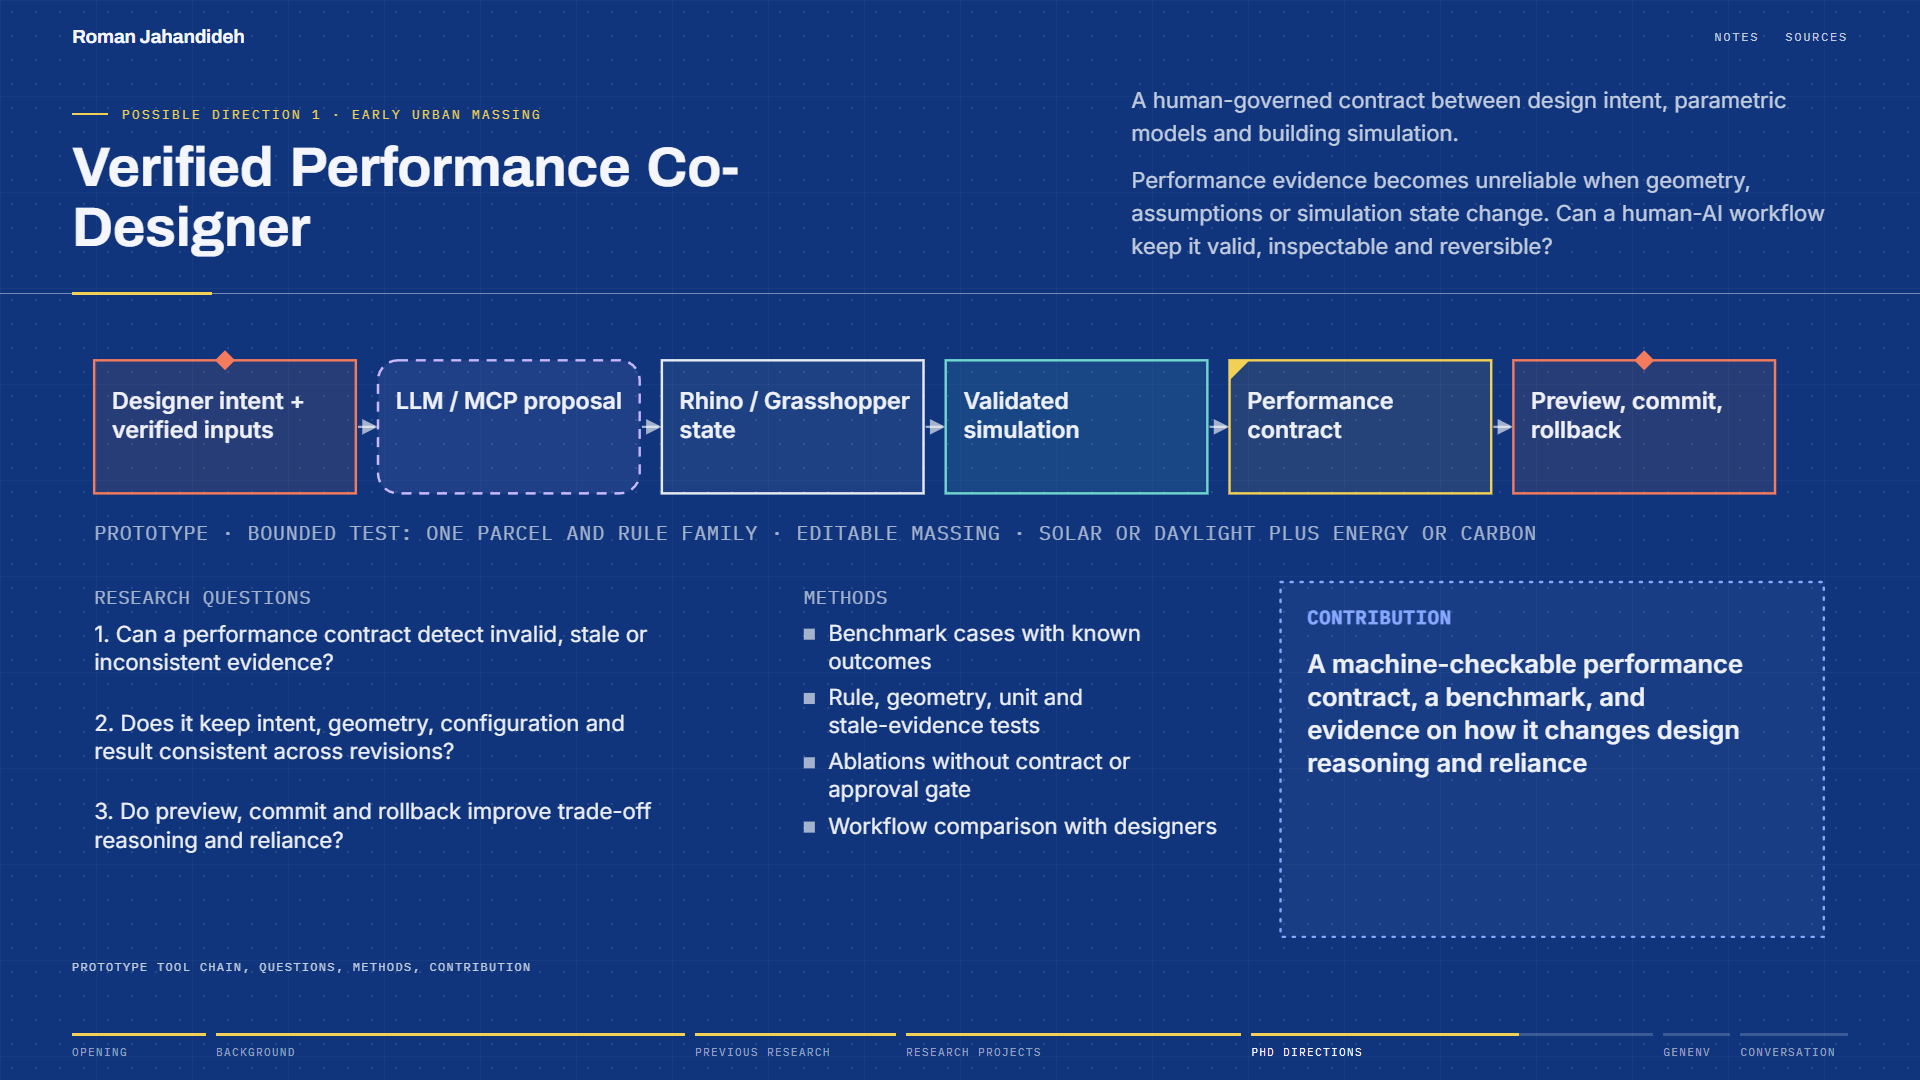 Roman Jahandideh
NOTES
SOURCES
POSSIBLE DIRECTION 1 · EARLY URBAN MASSING
Verified Performance Co-
Designer
A human-governed contract between design intent, parametric
models and building simulation.
Performance evidence becomes unreliable when geometry,
assumptions or simulation state change. Can a human-AI workflow
keep it valid, inspectable and reversible?
Designer intent +
verified inputs
LLM / MCP proposal
Rhino / Grasshopper
state
Validated
simulation
Performance
contract
Preview, commit,
rollback
PROTOTYPE · BOUNDED TEST: ONE PARCEL AND RULE FAMILY · EDITABLE MASSING · SOLAR OR DAYLIGHT PLUS ENERGY OR CARBON
RESEARCH QUESTIONS
1. Can a performance contract detect invalid, stale or
inconsistent evidence?
2. Does it keep intent, geometry, configuration and
result consistent across revisions?
3. Do preview, commit and rollback improve trade-off
reasoning and reliance?
METHODS
Benchmark cases with known
outcomes
Rule, geometry, unit and
stale-evidence tests
Ablations without contract or
approval gate
Workflow comparison with designers
CONTRIBUTION
A machine-checkable performance
contract, a benchmark, and
evidence on how it changes design
reasoning and reliance
PROTOTYPE TOOL CHAIN, QUESTIONS, METHODS, CONTRIBUTION
OPENING
BACKGROUND
PREVIOUS RESEARCH
RESEARCH PROJECTS
PHD DIRECTIONS
GENENV
CONVERSATION